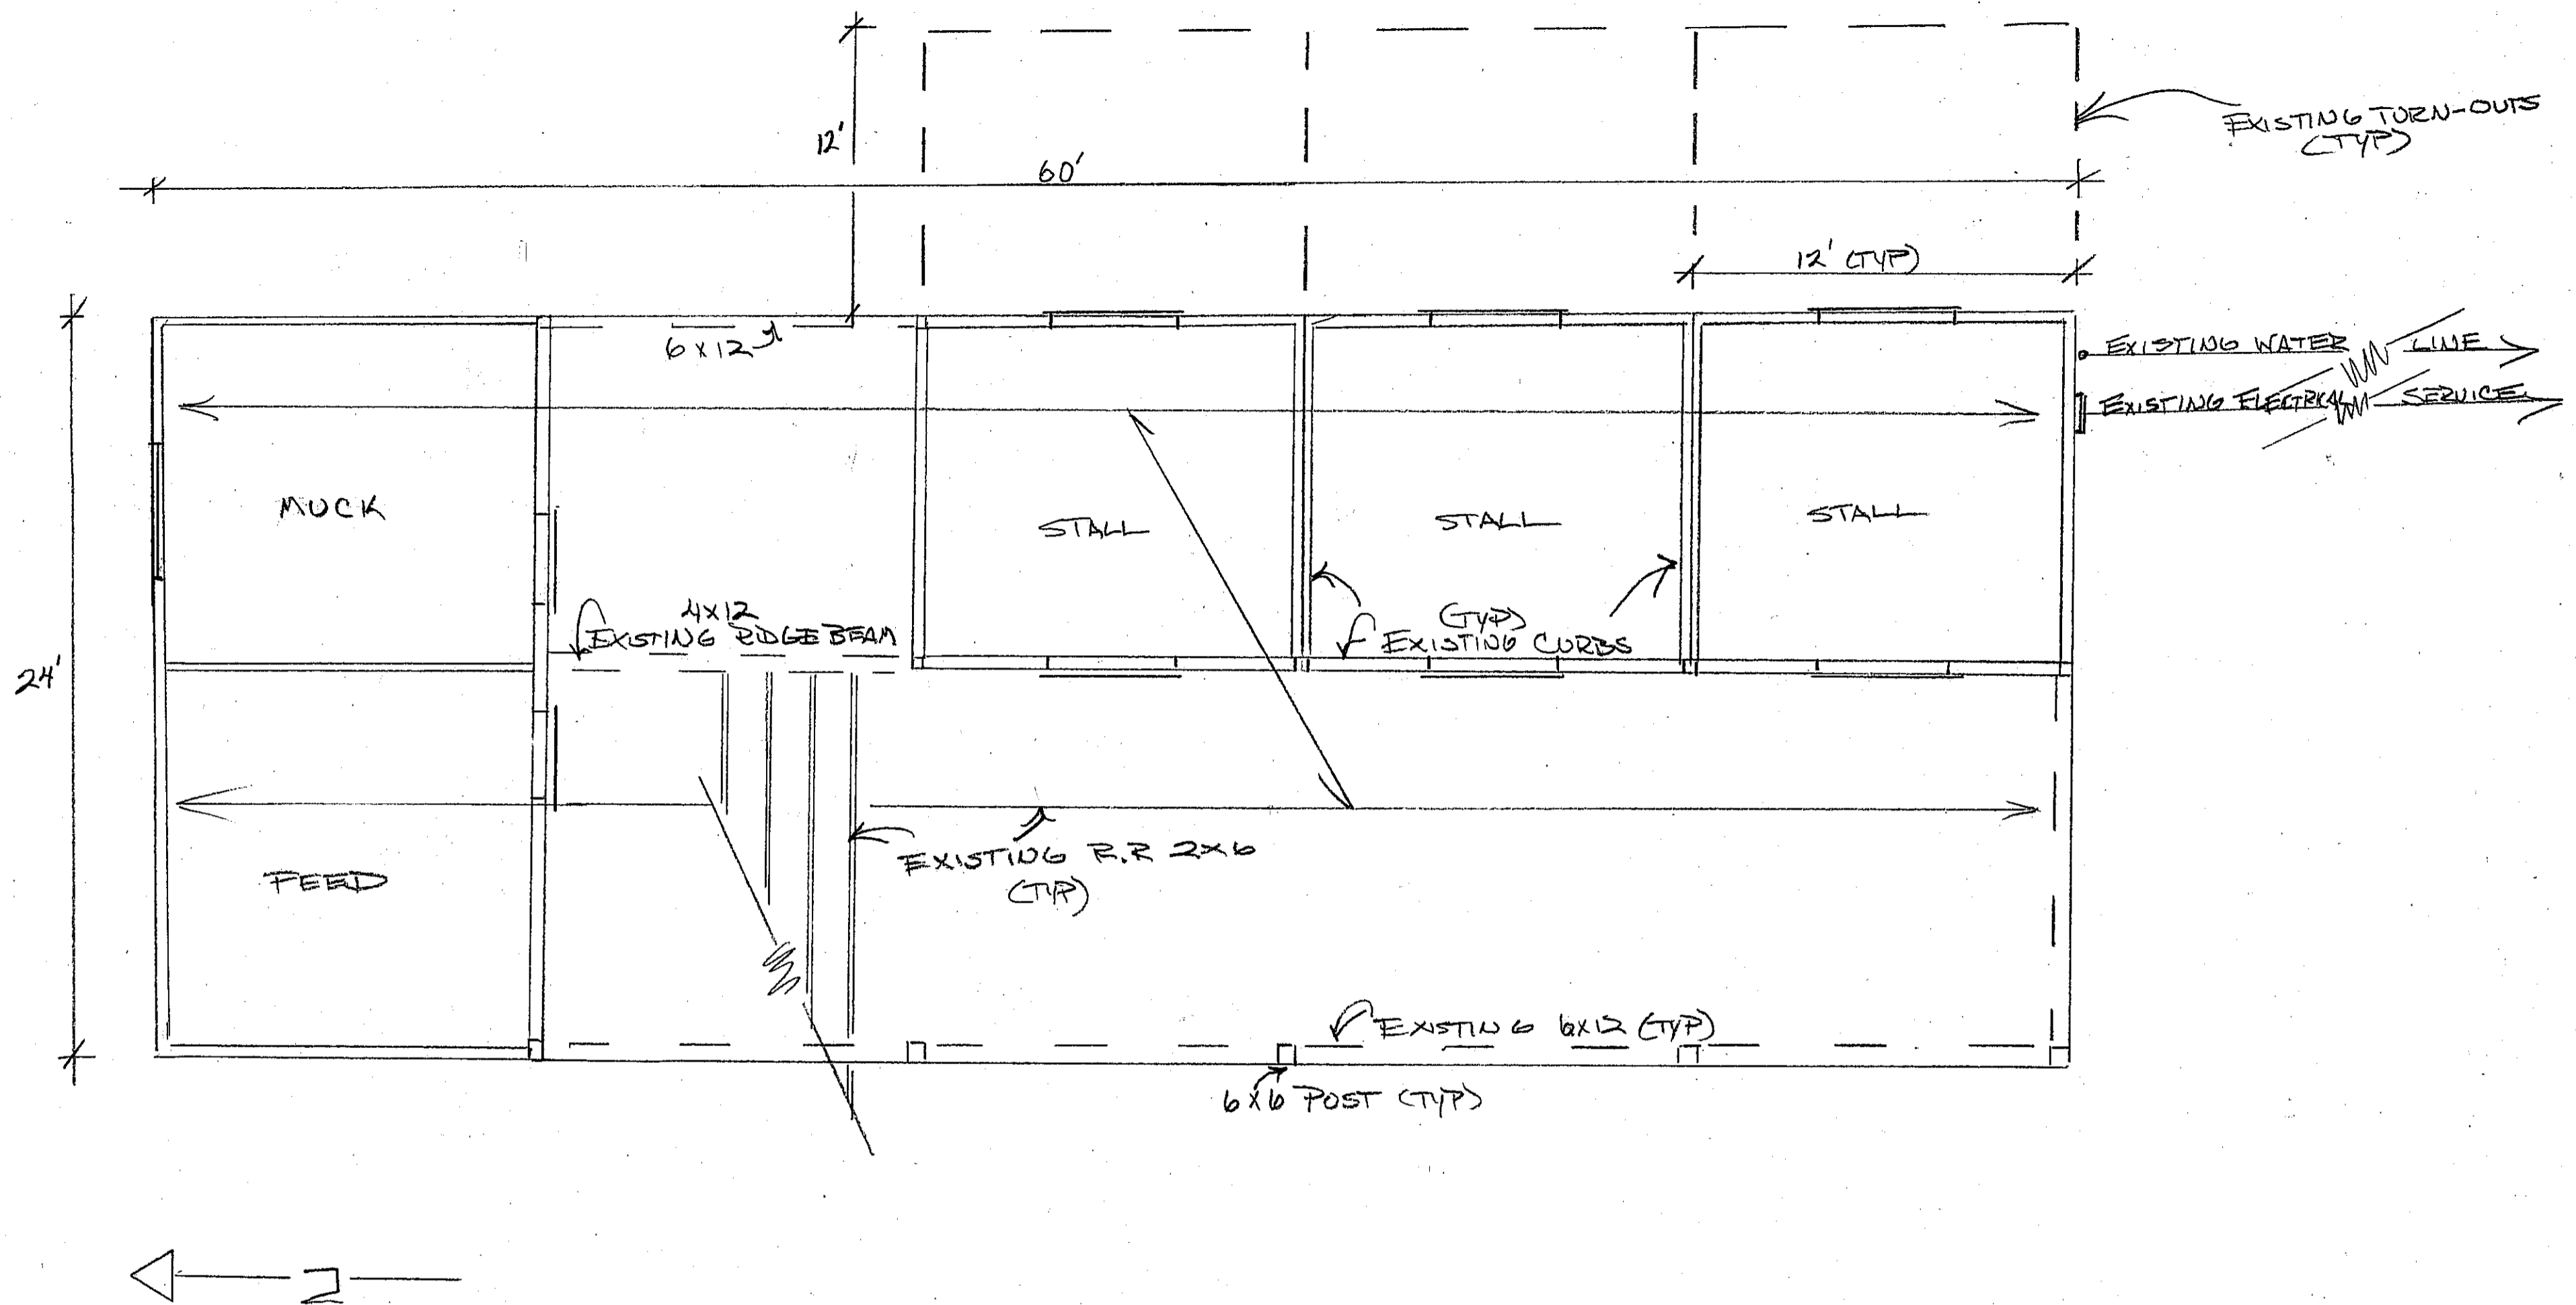 12'
60'
EXISTING TURN-OUTS
(TYP)
12' (TYP)
6x12
EXISTING WATER LINE
EXISTING ELECTRICAL SERVICE
MUCK
STALL
STALL
STALL
4x12
EXISTING RIDGE BEAM
(TYP)
EXISTING CURBS
24'
EXISTING R.R 2x6
(TYP)
FEED
EXISTING 6x12 (TYP)
6x6 POST (TYP)
N